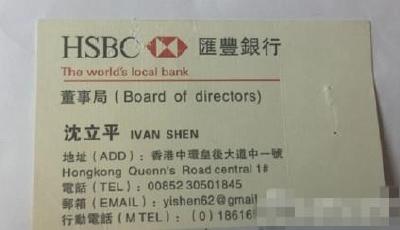 HSBC 匯豐銀行
The world's local bank
董事局 (Board of directors)
沈立平 IVAN SHEN
地址 (ADD): 香港中環皇後大道中一號
Hongkong Quenn's Road centrai 1#
電話 (TEL): 00852 30501845
郵箱 (EMAIL): yishen62@gmail
行動電話 (M TEL): (0) 18616